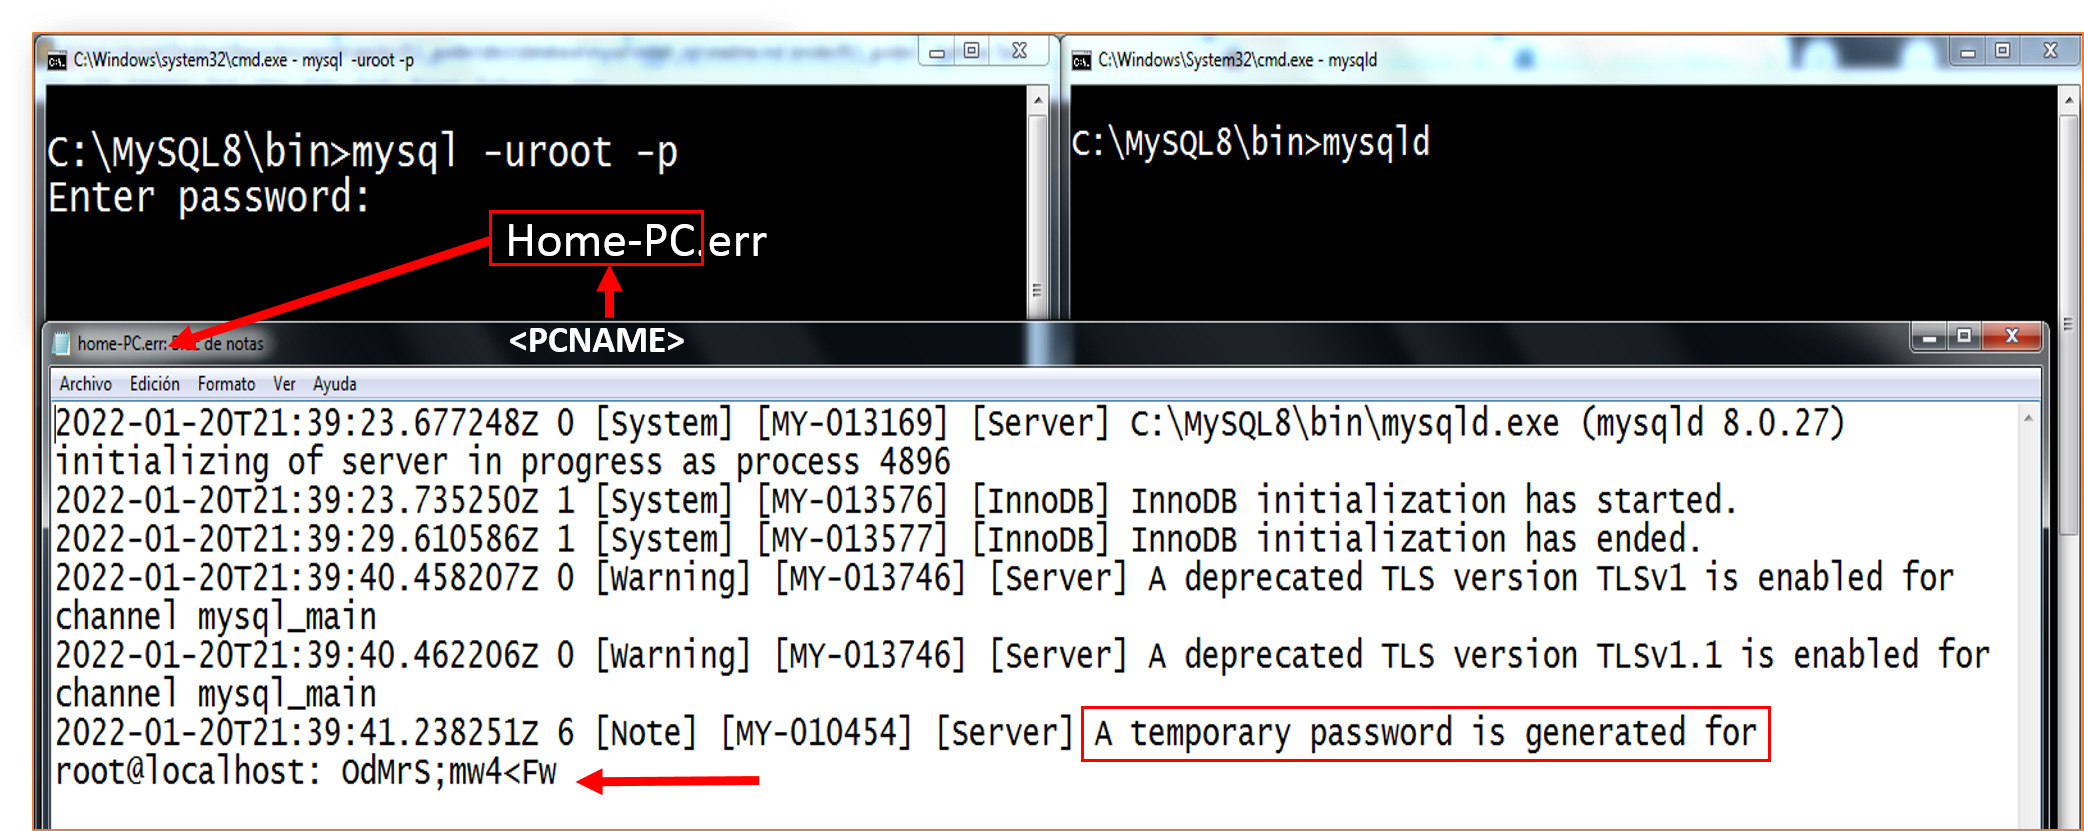 C:\Windows\system32\cmd.exe - mysql  -uroot -p
C:\MySQL8\bin>mysql -uroot -p
Enter password:
Home-PC.err
<PCNAME>
C:\Windows\System32\cmd.exe - mysqld
C:\MySQL8\bin>mysqld
home-PC.err: Bloc de notas
Archivo Edición Formato Ver Ayuda
2022-01-20T21:39:23.677248Z 0 [System] [MY-013169] [Server] C:\MySQL8\bin\mysqld.exe (mysqld 8.0.27)
initializing of server in progress as process 4896
2022-01-20T21:39:23.735250Z 1 [System] [MY-013576] [InnoDB] InnoDB initialization has started.
2022-01-20T21:39:29.610586Z 1 [System] [MY-013577] [InnoDB] InnoDB initialization has ended.
2022-01-20T21:39:40.458207Z 0 [Warning] [MY-013746] [Server] A deprecated TLS version TLSv1 is enabled for
channel mysql_main
2022-01-20T21:39:40.462206Z 0 [Warning] [MY-013746] [Server] A deprecated TLS version TLSv1.1 is enabled for
channel mysql_main
2022-01-20T21:39:41.238251Z 6 [Note] [MY-010454] [Server] A temporary password is generated for
root@localhost: OdMrS;mw4<Fw